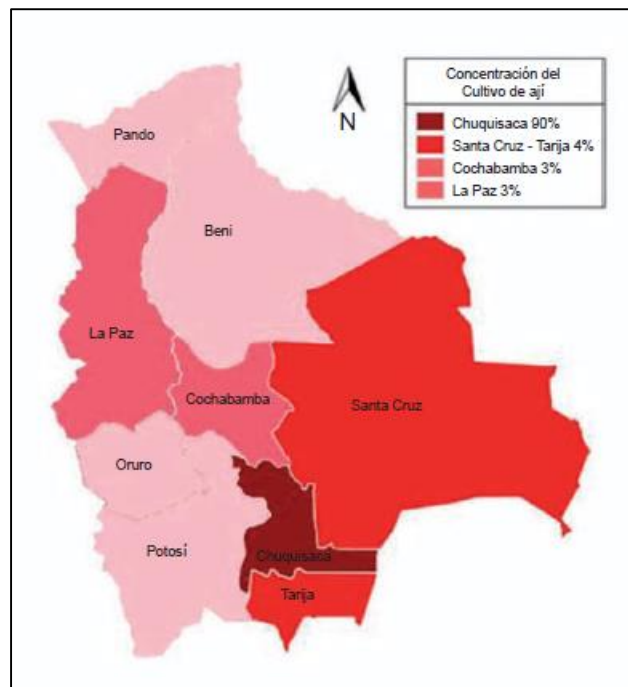 Concentración del
Cultivo de ají
Chuquisaca 90%
Santa Cruz - Tarija 4%
Cochabamba 3%
La Paz 3%
N
Pando
Beni
La Paz
Cochabamba
Santa Cruz
Oruro
Potosí
Chuquisaca
Tarija